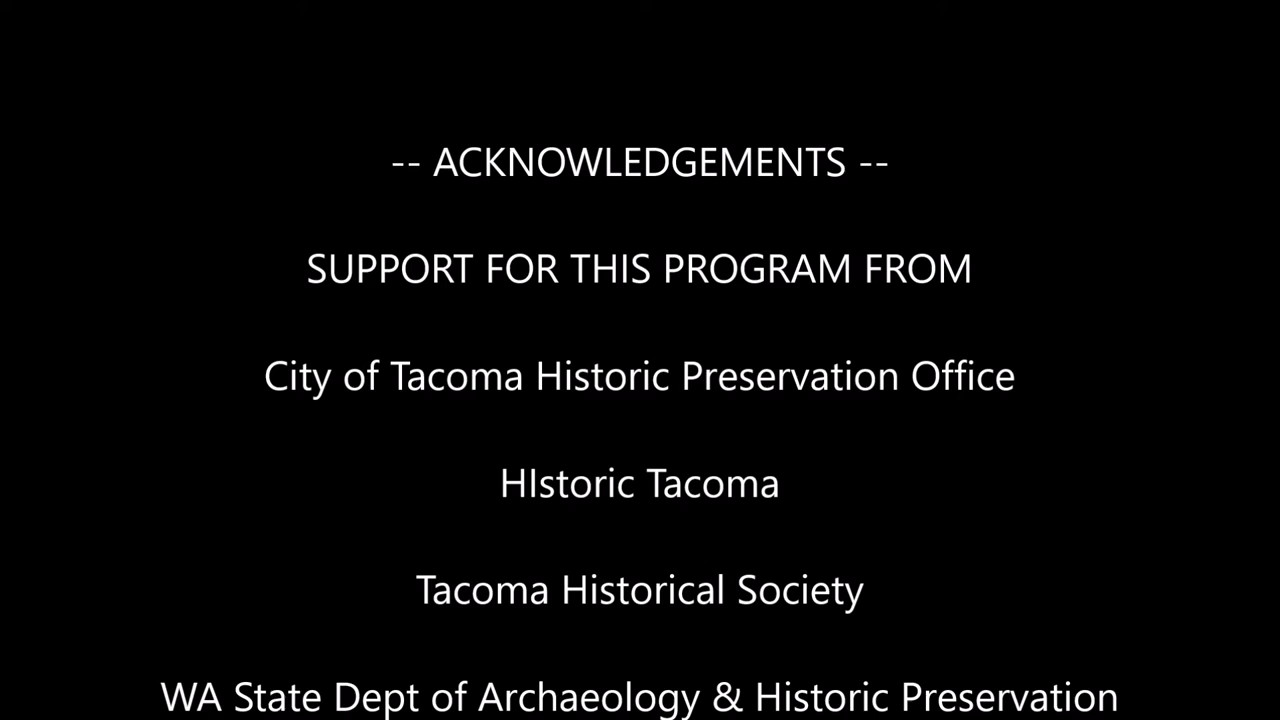 -- ACKNOWLEDGEMENTS --
SUPPORT FOR THIS PROGRAM FROM
City of Tacoma Historic Preservation Office
HIstoric Tacoma
Tacoma Historical Society
WA State Dept of Archaeology & Historic Preservation